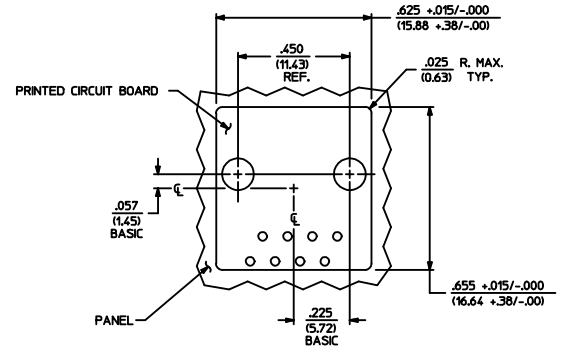 .625 +.015/-.000
(15.88 +.38/-.00)
.450
(11.43)
REF.
.025 R. MAX.
(0.63) TYP.
PRINTED CIRCUIT BOARD
.057
(1.45)
BASIC
℄
℄
.655 +.015/-.000
(16.64 +.38/-.00)
.225
(5.72)
BASIC
PANEL